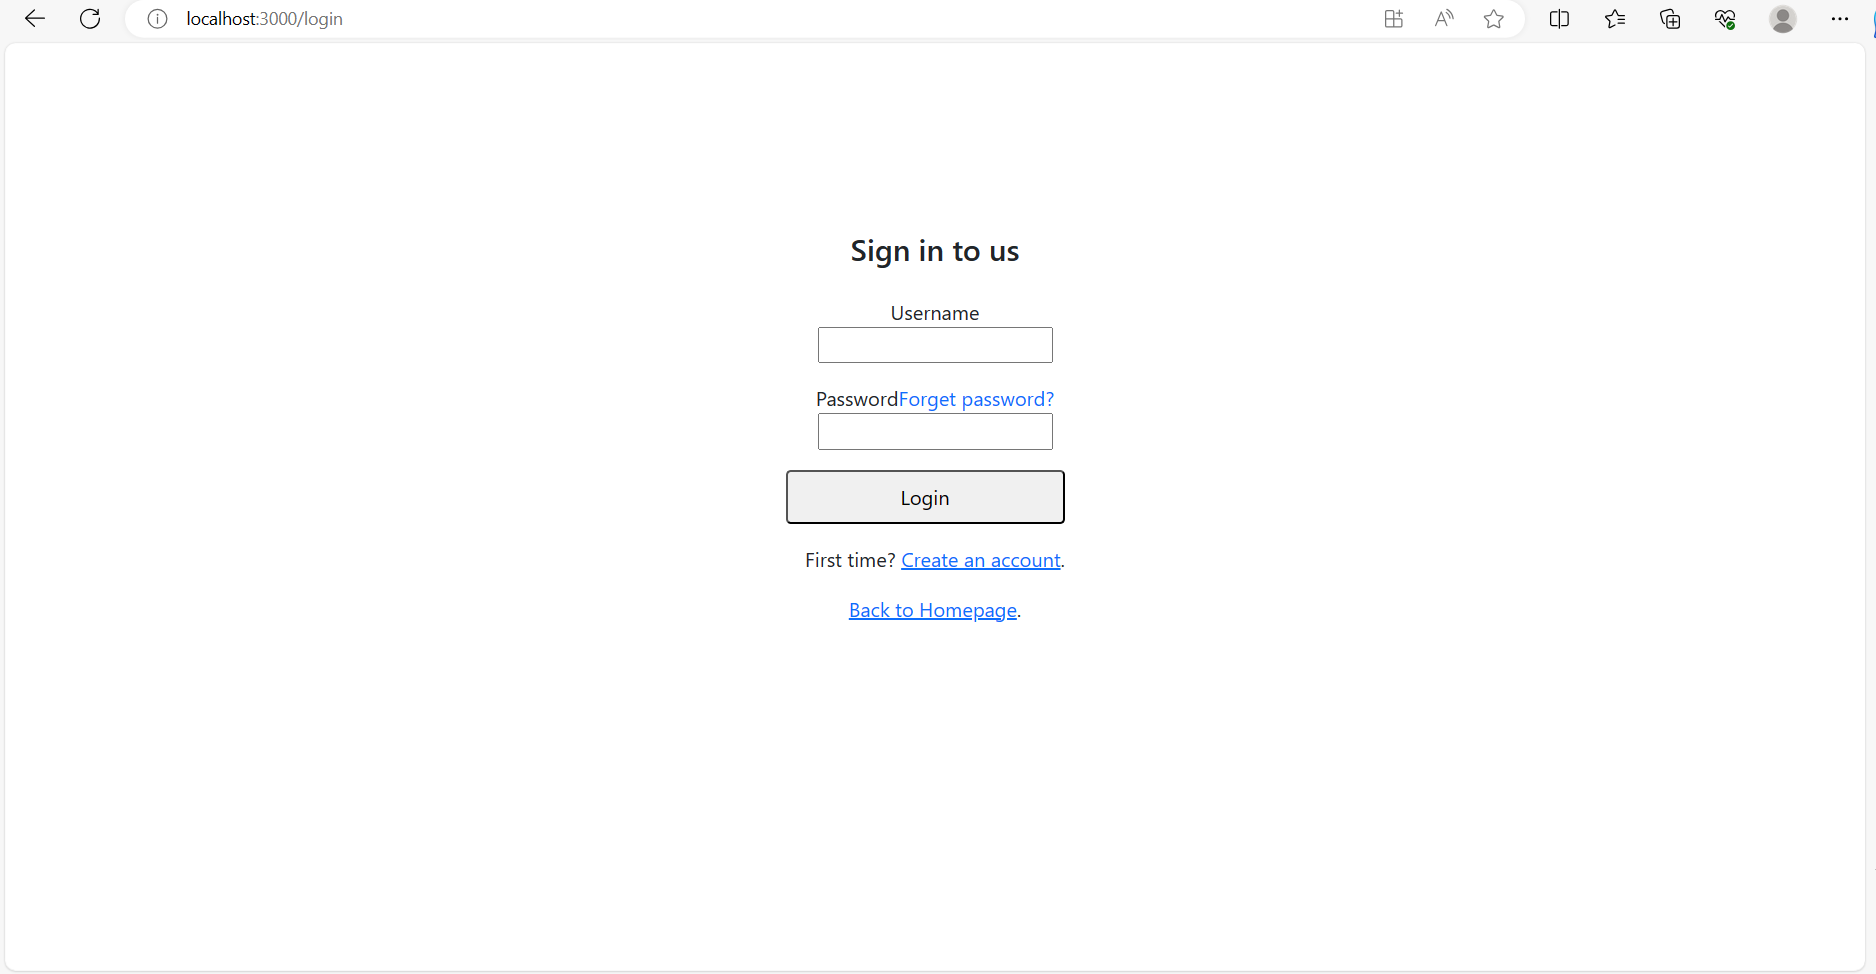 localhost:3000/login
Sign in to us
Username
PasswordForget password?
Login
First time? Create an account.
Back to Homepage.